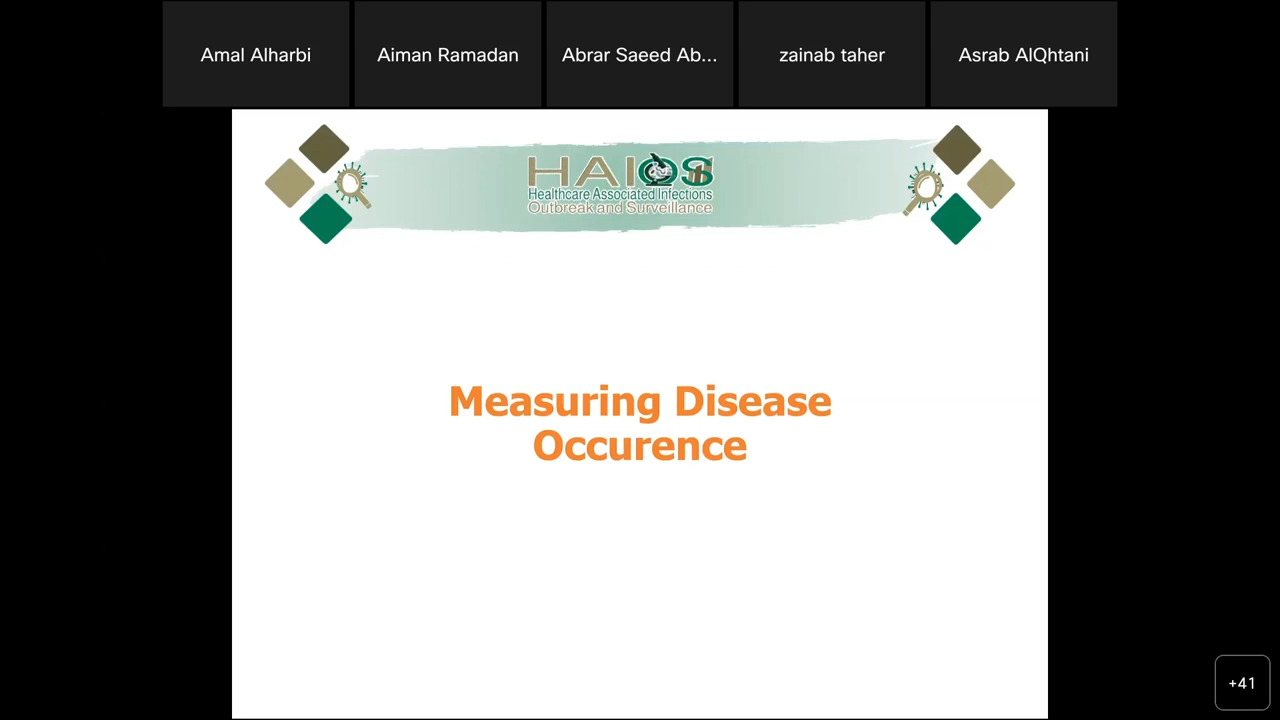 Amal Alharbi
Aiman Ramadan
Abrar Saeed Ab...
zainab taher
Asrab AlQhtani
HAIOS
Healthcare Associated Infections
Outbreak and Surveillance
Measuring Disease
Occurence
+41